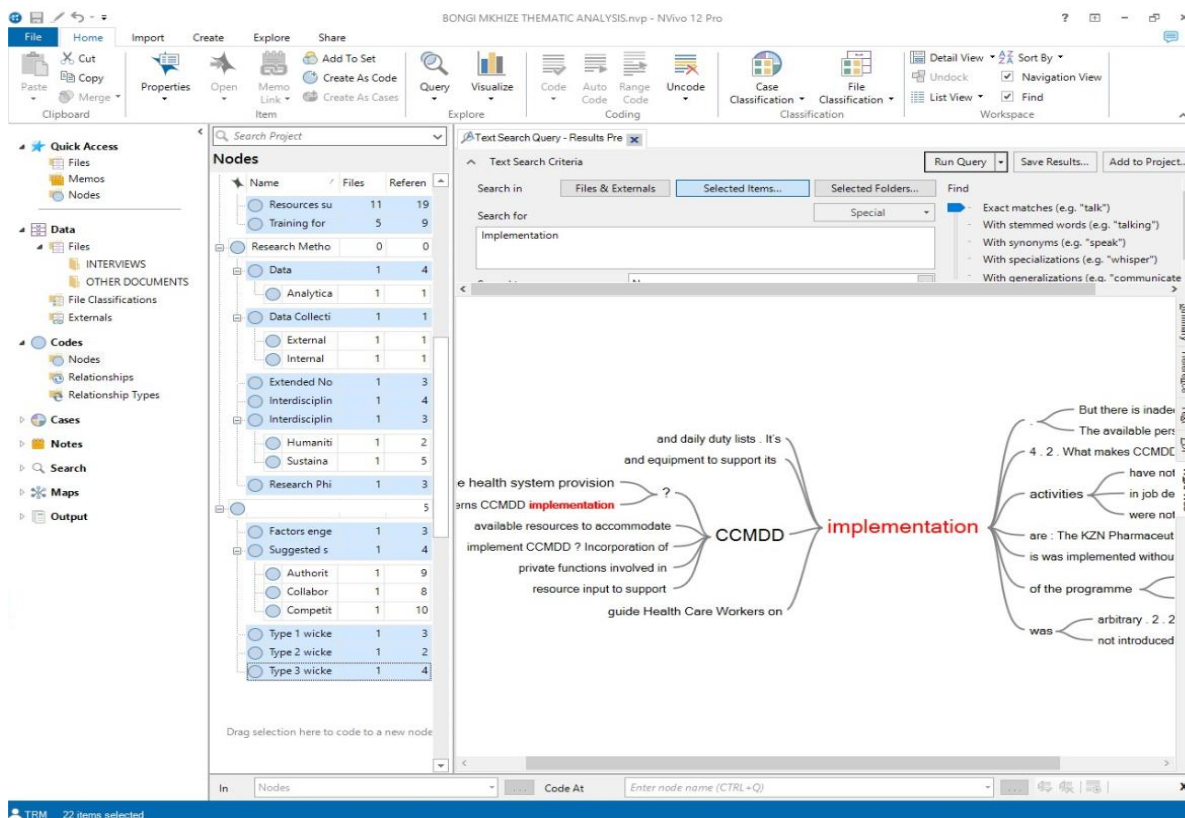 BONGI MKHIZE THEMATIC ANALYSIS.nvp - NVivo 12 Pro
File Home Import Create Explore Share
Paste
Cut
Copy
Merge
Clipboard
Properties
Open
Memo Link
Add To Set
Create As Code
Create As Cases
Item
Query
Visualize
Explore
Code
Auto Code
Range Code
Uncode
Coding
Case Classification
File Classification
Classification
Detail View
Sort By
Undock
Navigation View
List View
Find
Workspace
Quick Access
Files
Memos
Nodes
Data
Files
INTERVIEWS
OTHER DOCUMENTS
File Classifications
Externals
Codes
Nodes
Relationships
Relationship Types
Cases
Notes
Search
Maps
Output
Search Project
Nodes
Name Files Referen
Resources su 11 19
Training for 5 9
Research Metho 0 0
Data 1 4
Analytica 1 1
Data Collecti 1 1
External 1 1
Internal 1 1
Extended No 1 3
Interdisciplin 1 4
Interdisciplin 1 3
Humaniti 1 2
Sustaina 1 5
Research Phi 1 3
5
Factors enge 1 3
Suggested s 1 4
Authorit 1 9
Collabor 1 8
Competit 1 10
Type 1 wicke 1 3
Type 2 wicke 1 2
Type 3 wicke 1 4
Drag selection here to code to a new node
Text Search Query - Results Pre
Text Search Criteria
Run Query Save Results... Add to Project...
Search in Files & Externals Selected Items... Selected Folders...
Search for
Special
Implementation
Find
Exact matches (e.g. "talk")
With stemmed words (e.g. "talking")
With synonyms (e.g. "speak")
With specializations (e.g. "whisper")
With generalizations (e.g. "communicate
and daily duty lists . It's
and equipment to support its
e health system provision
erns CCMDD implementation
?
available resources to accommodate
implement CCMDD ? Incorporation of
private functions involved in
resource input to support
CCMDD
guide Health Care Workers on
implementation
.
But there is inade
The available pers
4 . 2 . What makes CCMDD
activities
have not
in job de
were not
are : The KZN Pharmaceut
is was implemented withou
of the programme
was
arbitrary . 2 . 2
not introduced
In Nodes
Code At Enter node name (CTRL+Q)
TRM 22 items selected